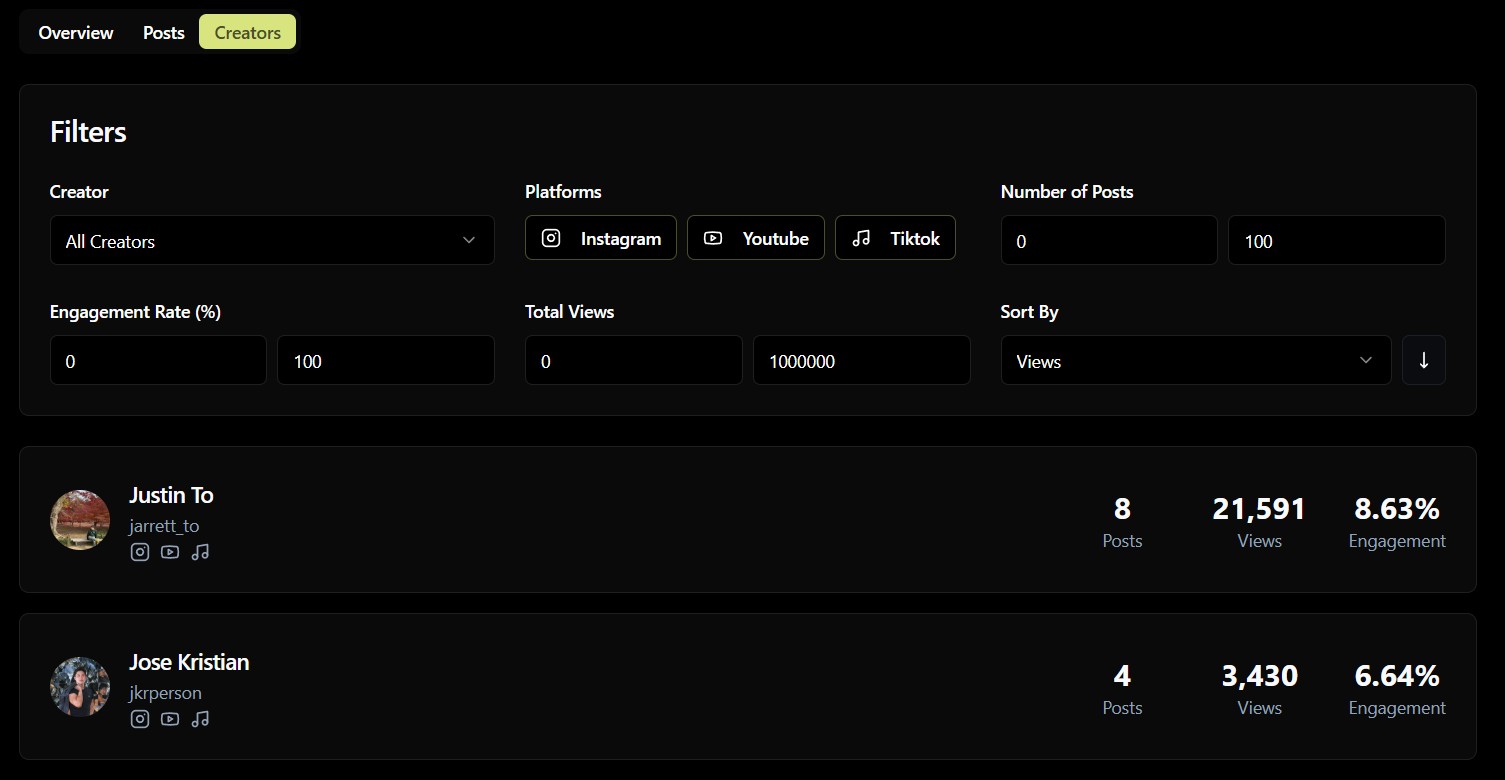 Overview Posts Creators
Filters
Creator Platforms Number of Posts
All Creators Instagram Youtube Tiktok 0 100
Engagement Rate (%) Total Views Sort By
0 100 0 1000000 Views
Justin To
jarrett_to
8 21,591 8.63%
Posts Views Engagement
Jose Kristian
jkrperson
4 3,430 6.64%
Posts Views Engagement